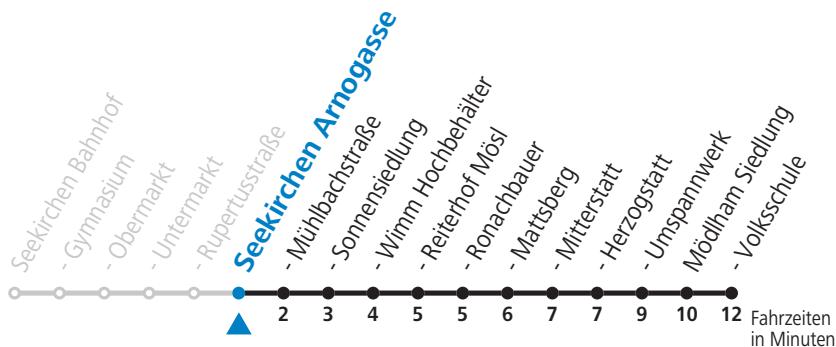 Seekirchen Bahnhof
- Gymnasium
- Obermarkt
- Untermarkt
- Rupertusstraße
Seekirchen Arnogasse
- Mühlbachstraße
- Sonnensiedlung
- Wimm Hochbehälter
- Reiterhof Mösl
- Ronachbauer
- Mattsberg
- Mitterstatt
- Herzogstatt
- Umspannwerk
Mödlham Siedlung
- Volksschule
2 3 4 5 5 6 7 7 9 10 12 Fahrzeiten
in Minuten